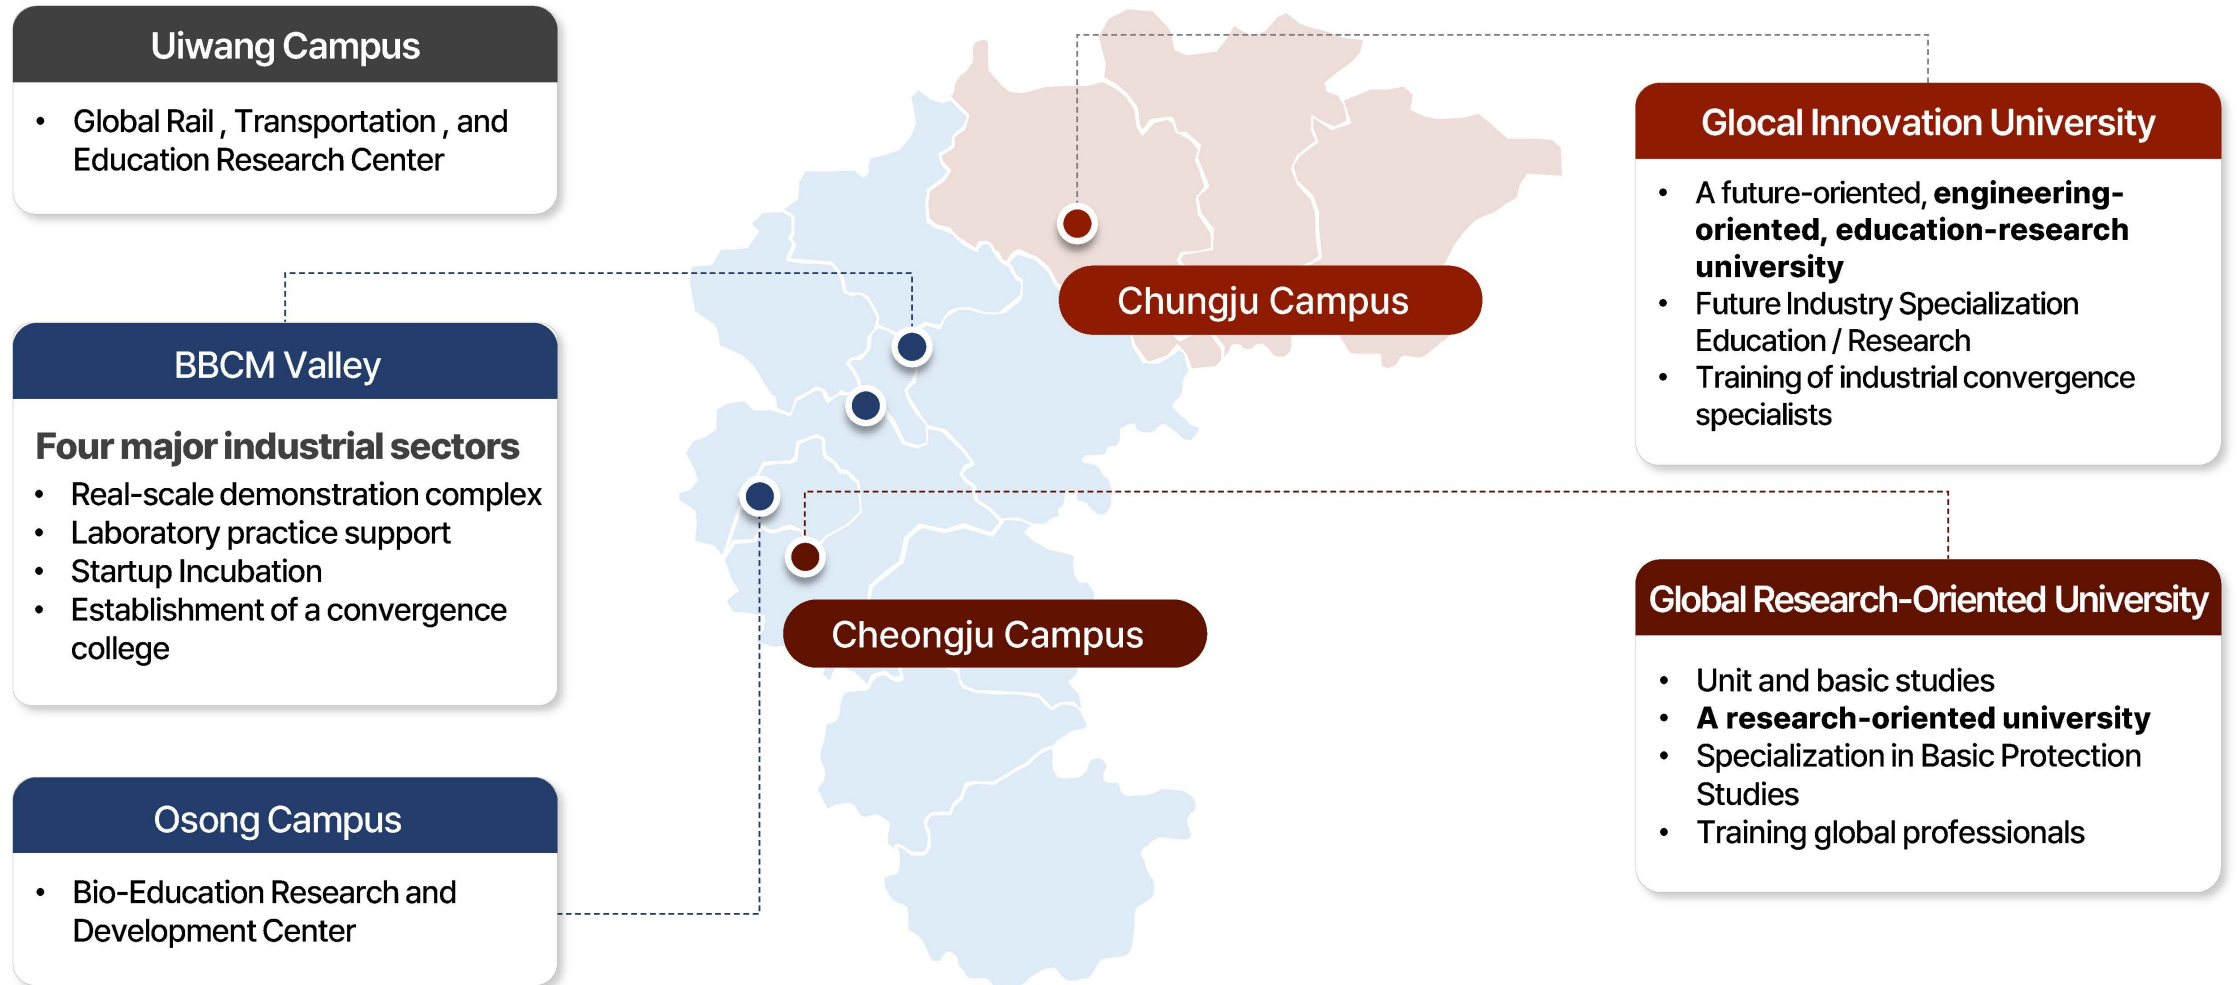 Uiwang Campus
• Global Rail , Transportation , and
Education Research Center
BBCM Valley
Four major industrial sectors
• Real-scale demonstration complex
• Laboratory practice support
• Startup Incubation
• Establishment of a convergence
college
Osong Campus
• Bio-Education Research and
Development Center
Chungju Campus
Cheongju Campus
Glocal Innovation University
• A future-oriented, engineering-
oriented, education-research
university
• Future Industry Specialization
Education / Research
• Training of industrial convergence
specialists
Global Research-Oriented University
• Unit and basic studies
• A research-oriented university
• Specialization in Basic Protection
Studies
• Training global professionals